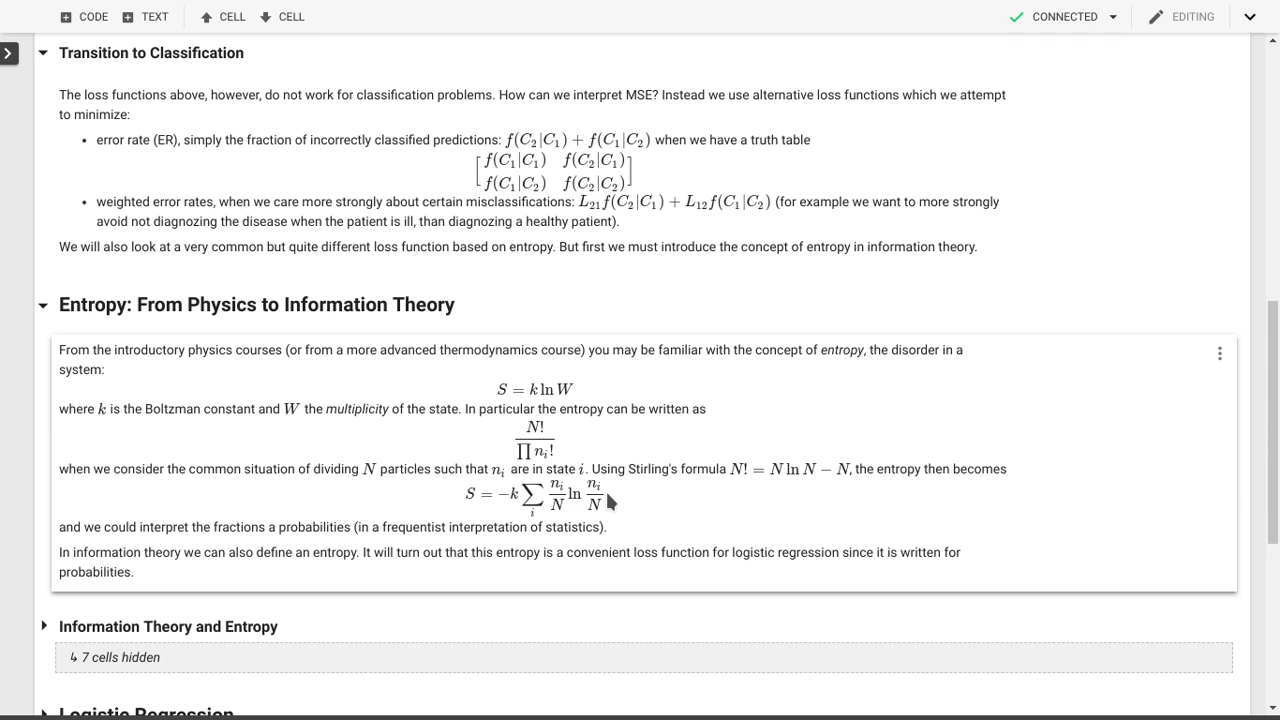 CODE TEXT CELL CELL CONNECTED EDITING
Transition to Classification
The loss functions above, however, do not work for classification problems. How can we interpret MSE? Instead we use alternative loss functions which we attempt
to minimize:
• error rate (ER), simply the fraction of incorrectly classified predictions: f(C₂|C₁) + f(C₁|C₂) when we have a truth table
[ f(C₁|C₁) f(C₂|C₁) ]
[ f(C₁|C₂) f(C₂|C₂) ]
• weighted error rates, when we care more strongly about certain misclassifications: L₂₁f(C₂|C₁) + L₁₂f(C₁|C₂) (for example we want to more strongly
avoid not diagnozing the disease when the patient is ill, than diagnozing a healthy patient).
We will also look at a very common but quite different loss function based on entropy. But first we must introduce the concept of entropy in information theory.
Entropy: From Physics to Information Theory
From the introductory physics courses (or from a more advanced thermodynamics course) you may be familiar with the concept of entropy, the disorder in a
system:
S = k ln W
where k is the Boltzman constant and W the multiplicity of the state. In particular the entropy can be written as
N!
∏ nᵢ!
when we consider the common situation of dividing N particles such that nᵢ are in state i. Using Stirling's formula N! = N ln N − N, the entropy then becomes
S = −k ∑ᵢ nᵢ/N ln nᵢ/N
and we could interpret the fractions a probabilities (in a frequentist interpretation of statistics).
In information theory we can also define an entropy. It will turn out that this entropy is a convenient loss function for logistic regression since it is written for
probabilities.
Information Theory and Entropy
↳ 7 cells hidden
Logistic Regression